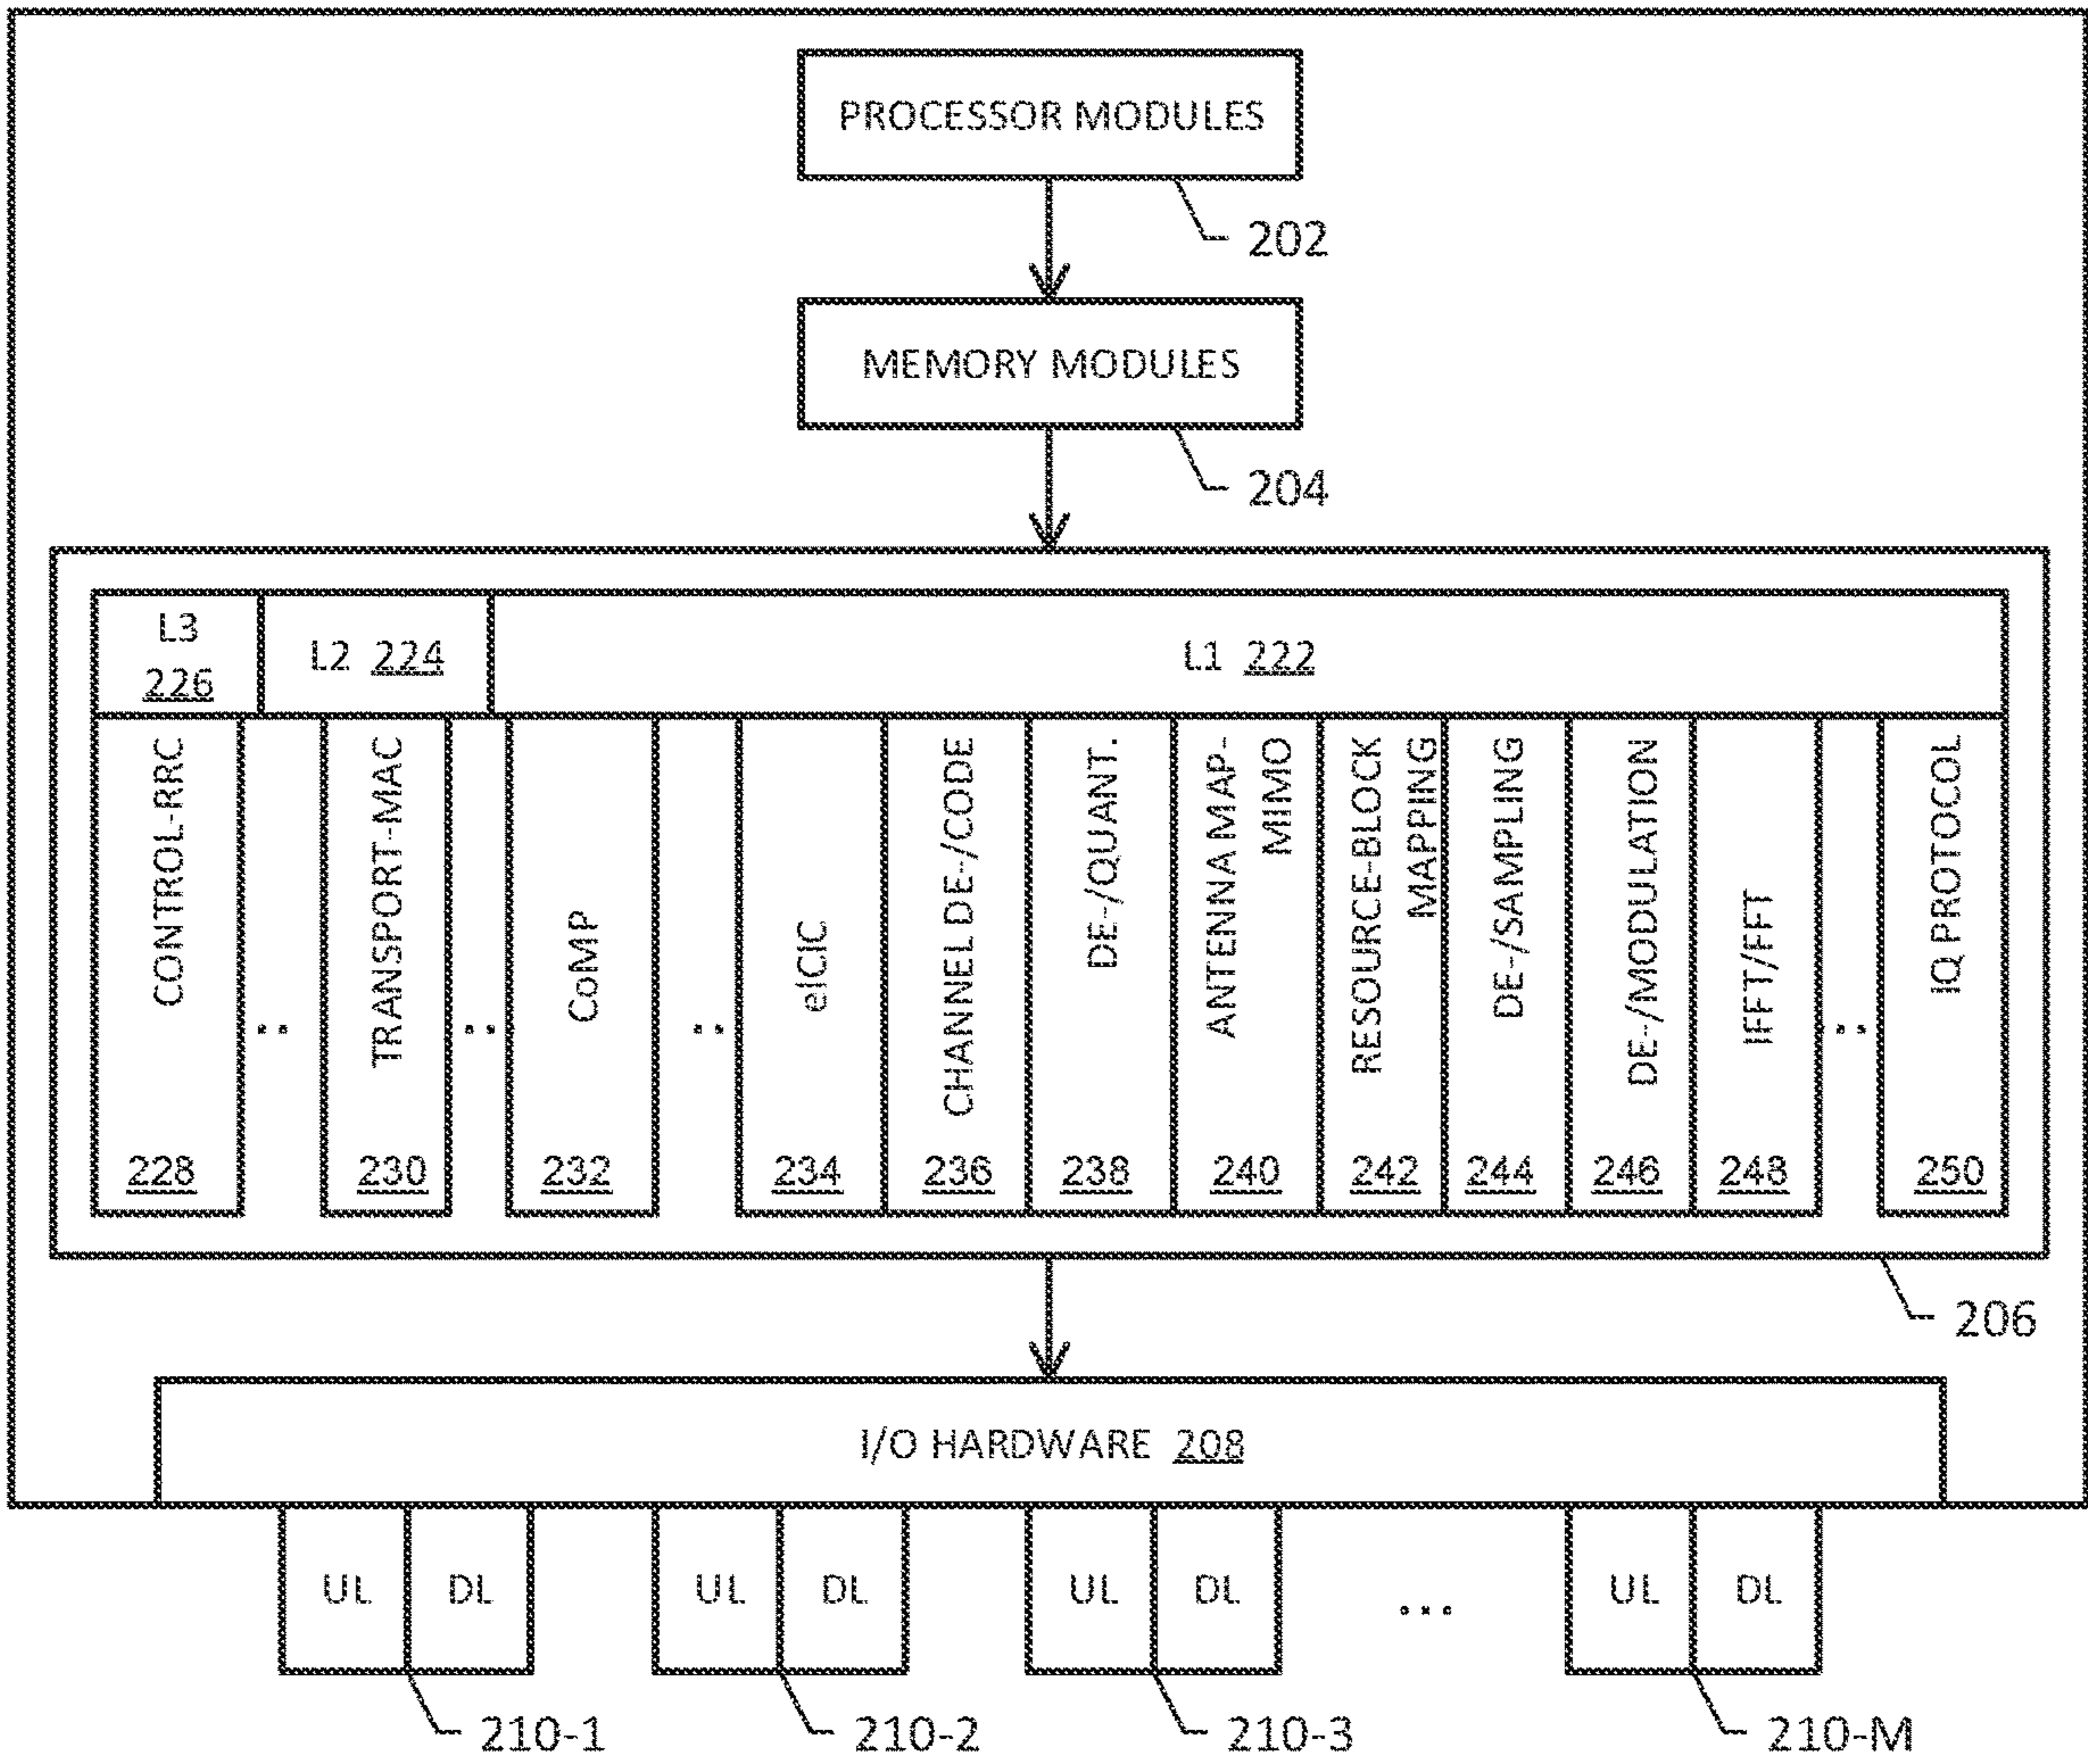 PROCESSOR MODULES
202
MEMORY MODULES
204
L3
226
L2 224
L1 222
CONTROL-RRC
228
..
TRANSPORT-MAC
230
..
CoMP
232
..
eICIC
234
CHANNEL DE-/CODE
236
DE-/QUANT.
238
ANTENNA MAP-
MIMO
240
RESOURCE-BLOCK
MAPPING
242
DE-/SAMPLING
244
DE-/MODULATION
246
IFFT/FFT
248
...
IQ PROTOCOL
250
206
I/O HARDWARE 208
UL DL UL DL UL DL ... UL DL
210-1 210-2 210-3 210-M